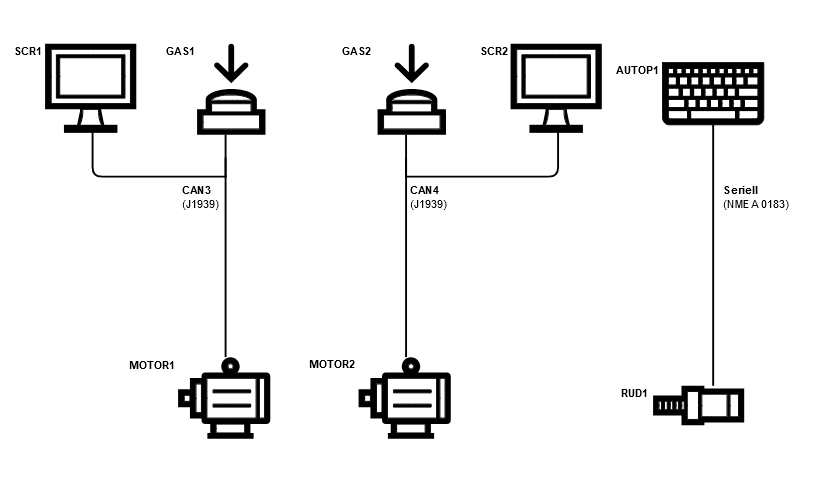 SCR1
GAS1
GAS2
SCR2
AUTOP1
CAN3
(J1939)
CAN4
(J1939)
Seriell
(NME A 0183)
MOTOR1
MOTOR2
RUD1